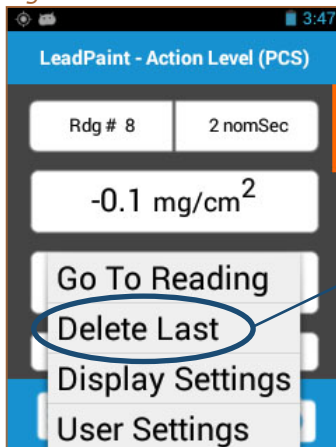 3:47
LeadPaint - Action Level (PCS)
Rdg # 8 2 nomSec
-0.1 mg/cm2
Go To Reading
Delete Last
Display Settings
User Settings